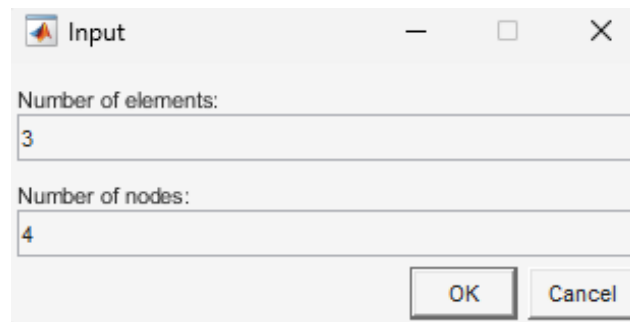 Input
Number of elements:
3
Number of nodes:
4
OK Cancel